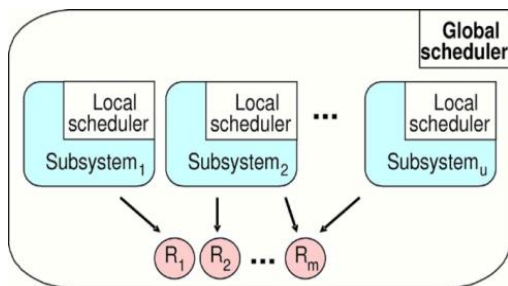 Global
scheduler
Local
scheduler
Subsystem1
Local
scheduler
Subsystem2
...
Local
scheduler
Subsystemu
R1
R2
...
Rm